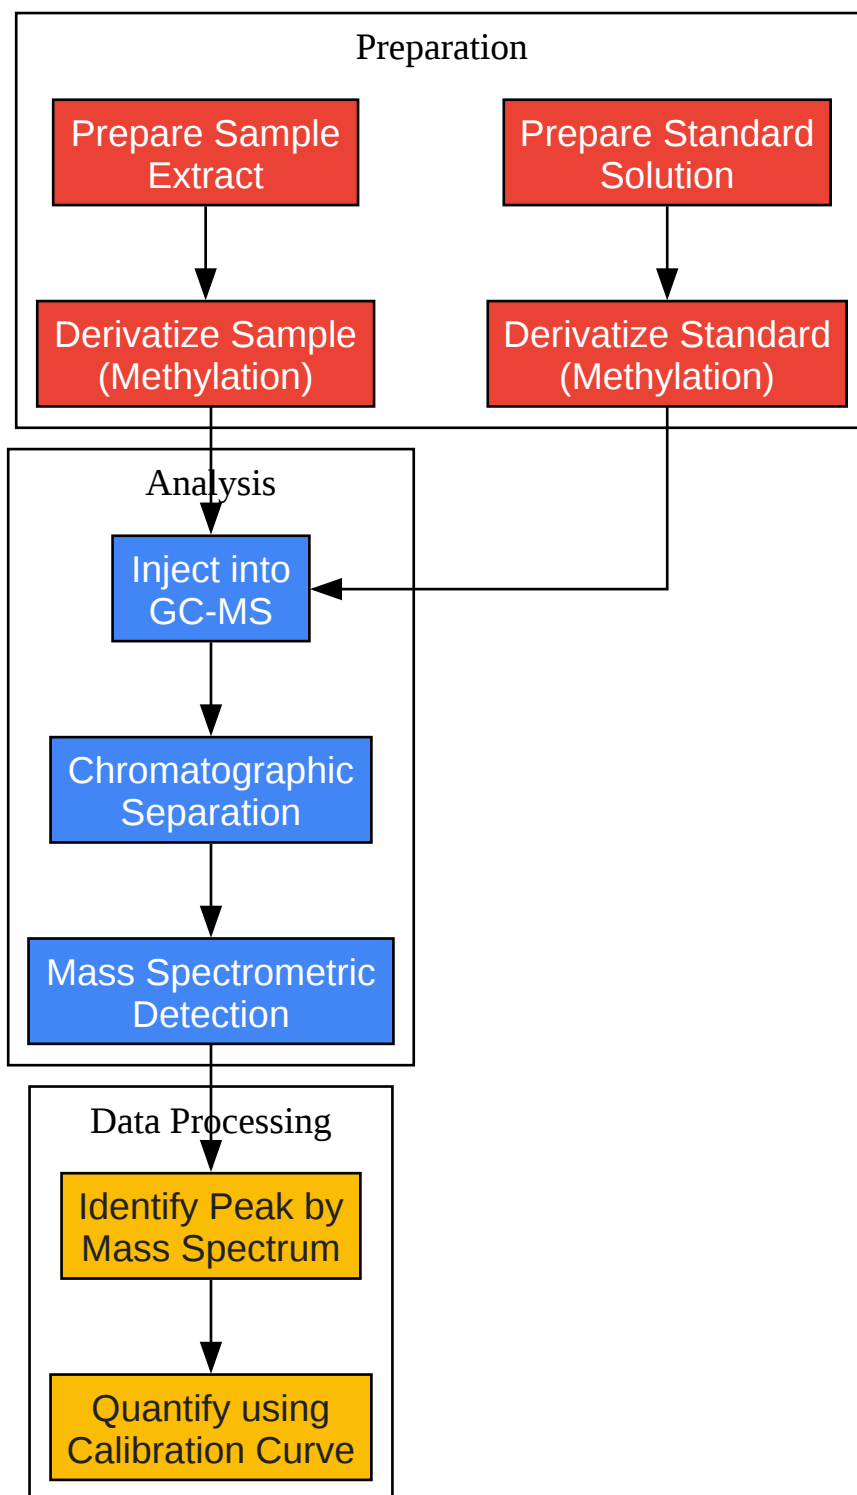 Preparation
Prepare Sample
Extract
Prepare Standard
Solution
Derivatize Sample
(Methylation)
Derivatize Standard
(Methylation)
Analysis
Inject into
GC-MS
Chromatographic
Separation
Mass Spectrometric
Detection
Data Processing
Identify Peak by
Mass Spectrum
Quantify using
Calibration Curve